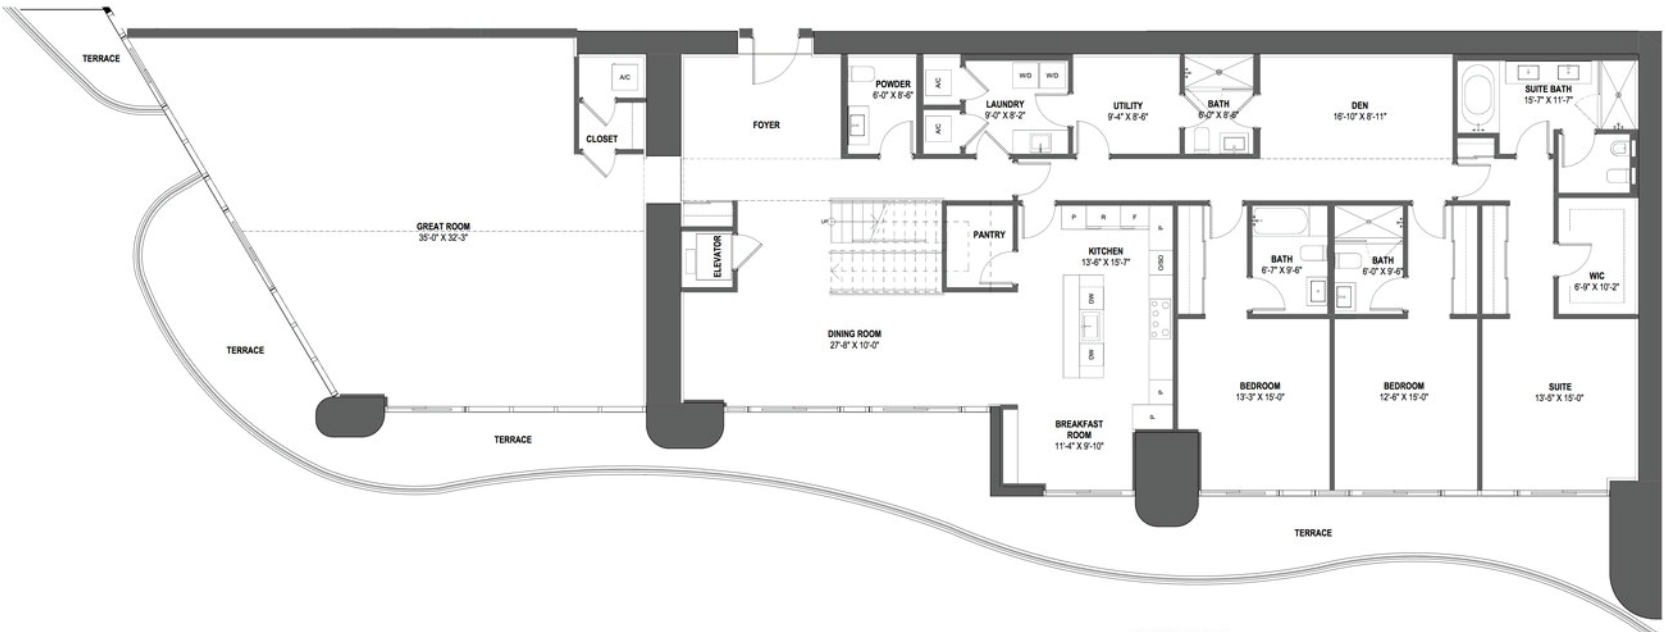 TERRACE
A/C
CLOSET
GREAT ROOM
35'-0" X 32'-3"
TERRACE
TERRACE
FOYER
POWDER
6'-0" X 8'-6"
A/C
A/C
W/D
W/D
LAUNDRY
9'-0" X 8'-2"
UTILITY
9'-4" X 8'-6"
BATH
6'-0" X 8'-6"
DEN
16'-10" X 8'-11"
SUITE BATH
15'-7" X 11'-7"
ELEVATOR
UP
PANTRY
DINING ROOM
27'-8" X 10'-0"
P
R
F
P
KITCHEN
13'-6" X 15'-7"
O/SO
DW
DW
P
P
BREAKFAST
ROOM
11'-4" X 9'-10"
BATH
6'-7" X 9'-6"
BATH
6'-0" X 9'-6"
WIC
6'-9" X 10'-2"
BEDROOM
13'-3" X 15'-0"
BEDROOM
12'-6" X 15'-0"
SUITE
13'-5" X 15'-0"
TERRACE